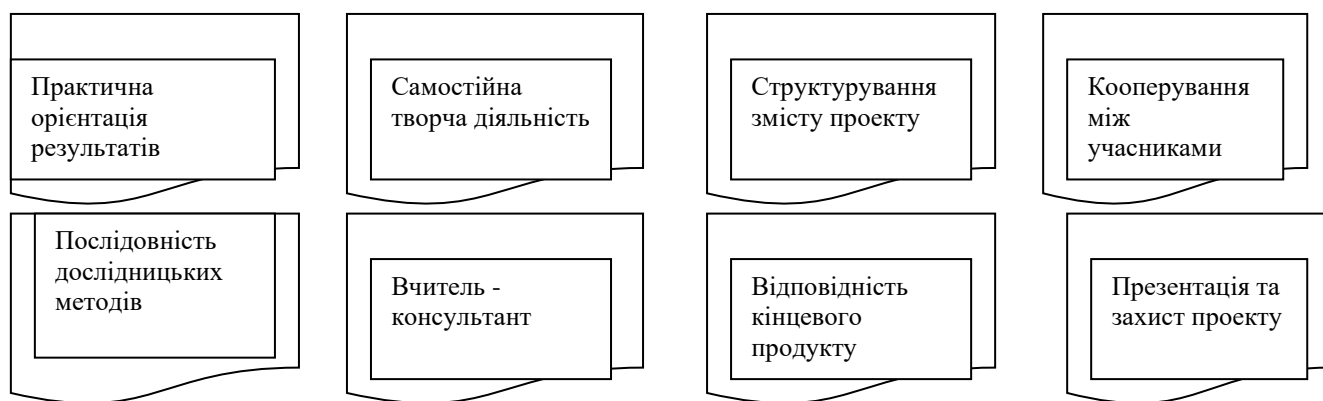 Практична
орієнтація
результатів
Самостійна
творча діяльність
Структурування
змісту проекту
Кооперування
між
учасниками
Послідовність
дослідницьких
методів
Вчитель -
консультант
Відповідність
кінцевого
продукту
Презентація та
захист проекту